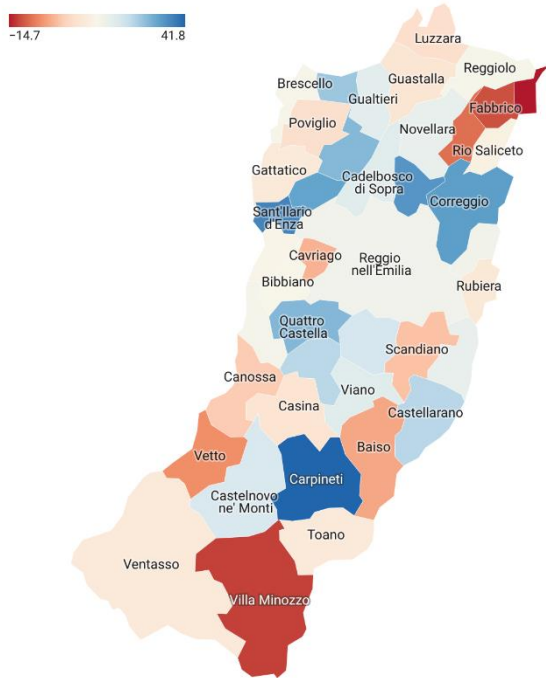 −14.7 41.8
Luzzara
Reggiolo
Guastalla
Brescello
Gualtieri
Fabbrico
Poviglio
Novellara
Rio Saliceto
Gattatico
Cadelbosco
di Sopra
Correggio
Sant'Ilario
d'Enza
Cavriago
Reggio
nell'Emilia
Bibbiano
Rubiera
Quattro
Castella
Scandiano
Canossa
Viano
Casina
Castellarano
Baiso
Vetto
Carpineti
Castelnovo
ne' Monti
Toano
Ventasso
Villa Minozzo